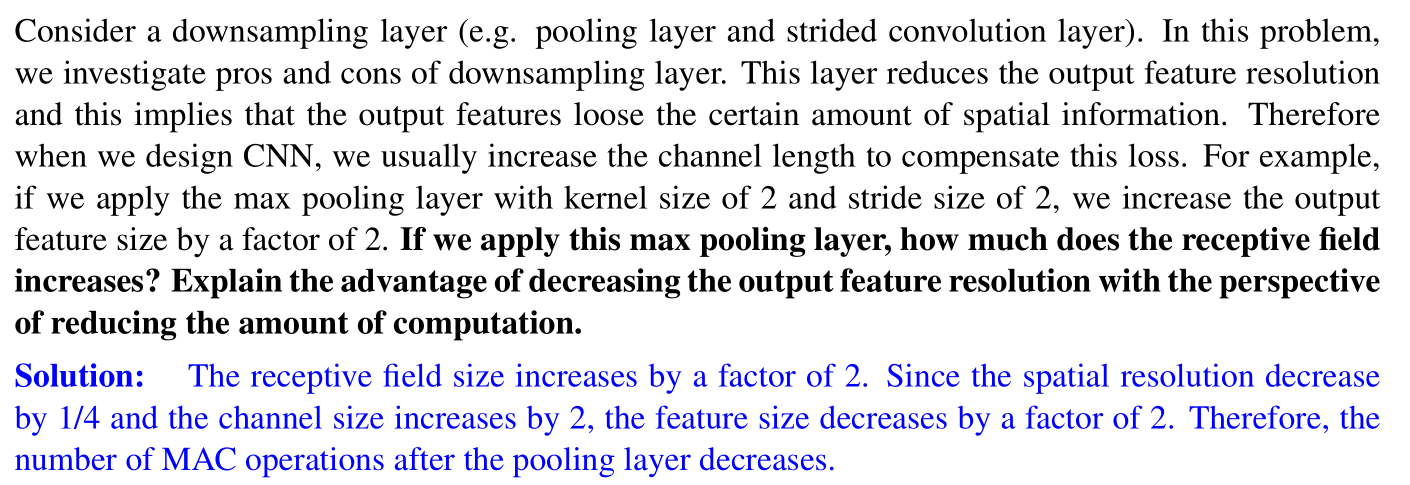 Consider a downsampling layer (e.g. pooling layer and strided convolution layer). In this problem,
we investigate pros and cons of downsampling layer. This layer reduces the output feature resolution
and this implies that the output features loose the certain amount of spatial information. Therefore
when we design CNN, we usually increase the channel length to compensate this loss. For example,
if we apply the max pooling layer with kernel size of 2 and stride size of 2, we increase the output
feature size by a factor of 2. If we apply this max pooling layer, how much does the receptive field
increases? Explain the advantage of decreasing the output feature resolution with the perspective
of reducing the amount of computation.
Solution: The receptive field size increases by a factor of 2. Since the spatial resolution decrease
by 1/4 and the channel size increases by 2, the feature size decreases by a factor of 2. Therefore, the
number of MAC operations after the pooling layer decreases.